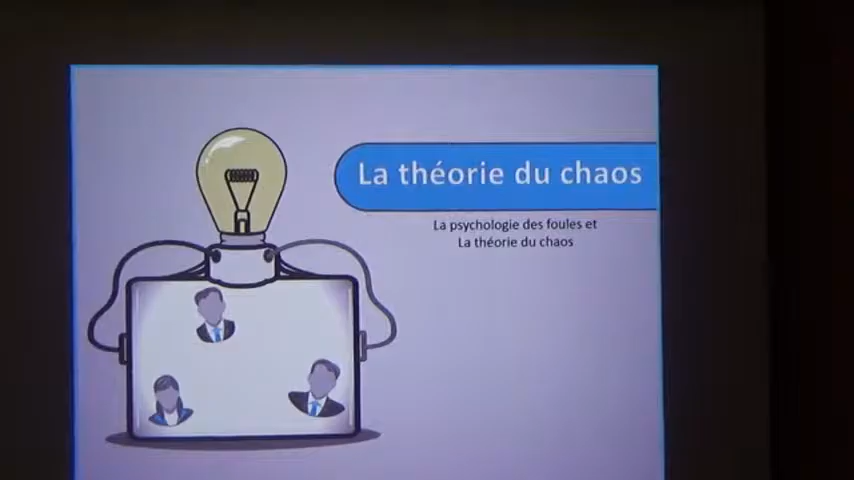 La théorie du chaos
La psychologie des foules et
La théorie du chaos